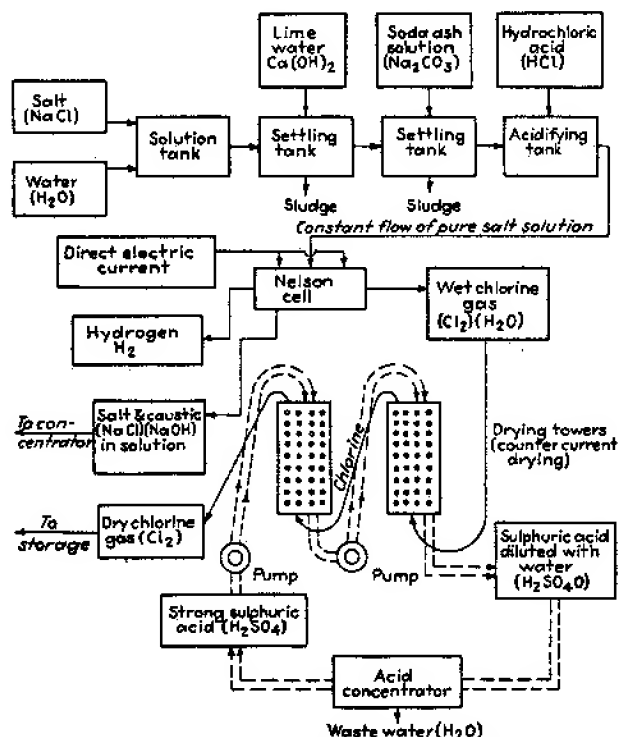 Lime
water
Ca(OH)2
Soda ash
solution
(Na2CO3)
Hydrochloric
acid
(HCl)
Salt
(NaCl)
Solution
tank
Settling
tank
Settling
tank
Acidifying
tank
Water
(H2O)
Sludge
Sludge
Constant flow of pure salt solution
Direct electric
current
Nelson
cell
Wet chlorine
gas
(Cl2)(H2O)
Hydrogen
H2
To con-
centrator
Salt & caustic
(NaCl)(NaOH)
in solution
Chlorine
Drying towers
(counter current
drying)
To
storage
Dry chlorine
gas (Cl2)
Pump
Pump
Sulphuric acid
diluted with
water
(H2SO4O)
Strong sulphuric
acid (H2SO4)
Acid
concentrator
Waste water (H2O)